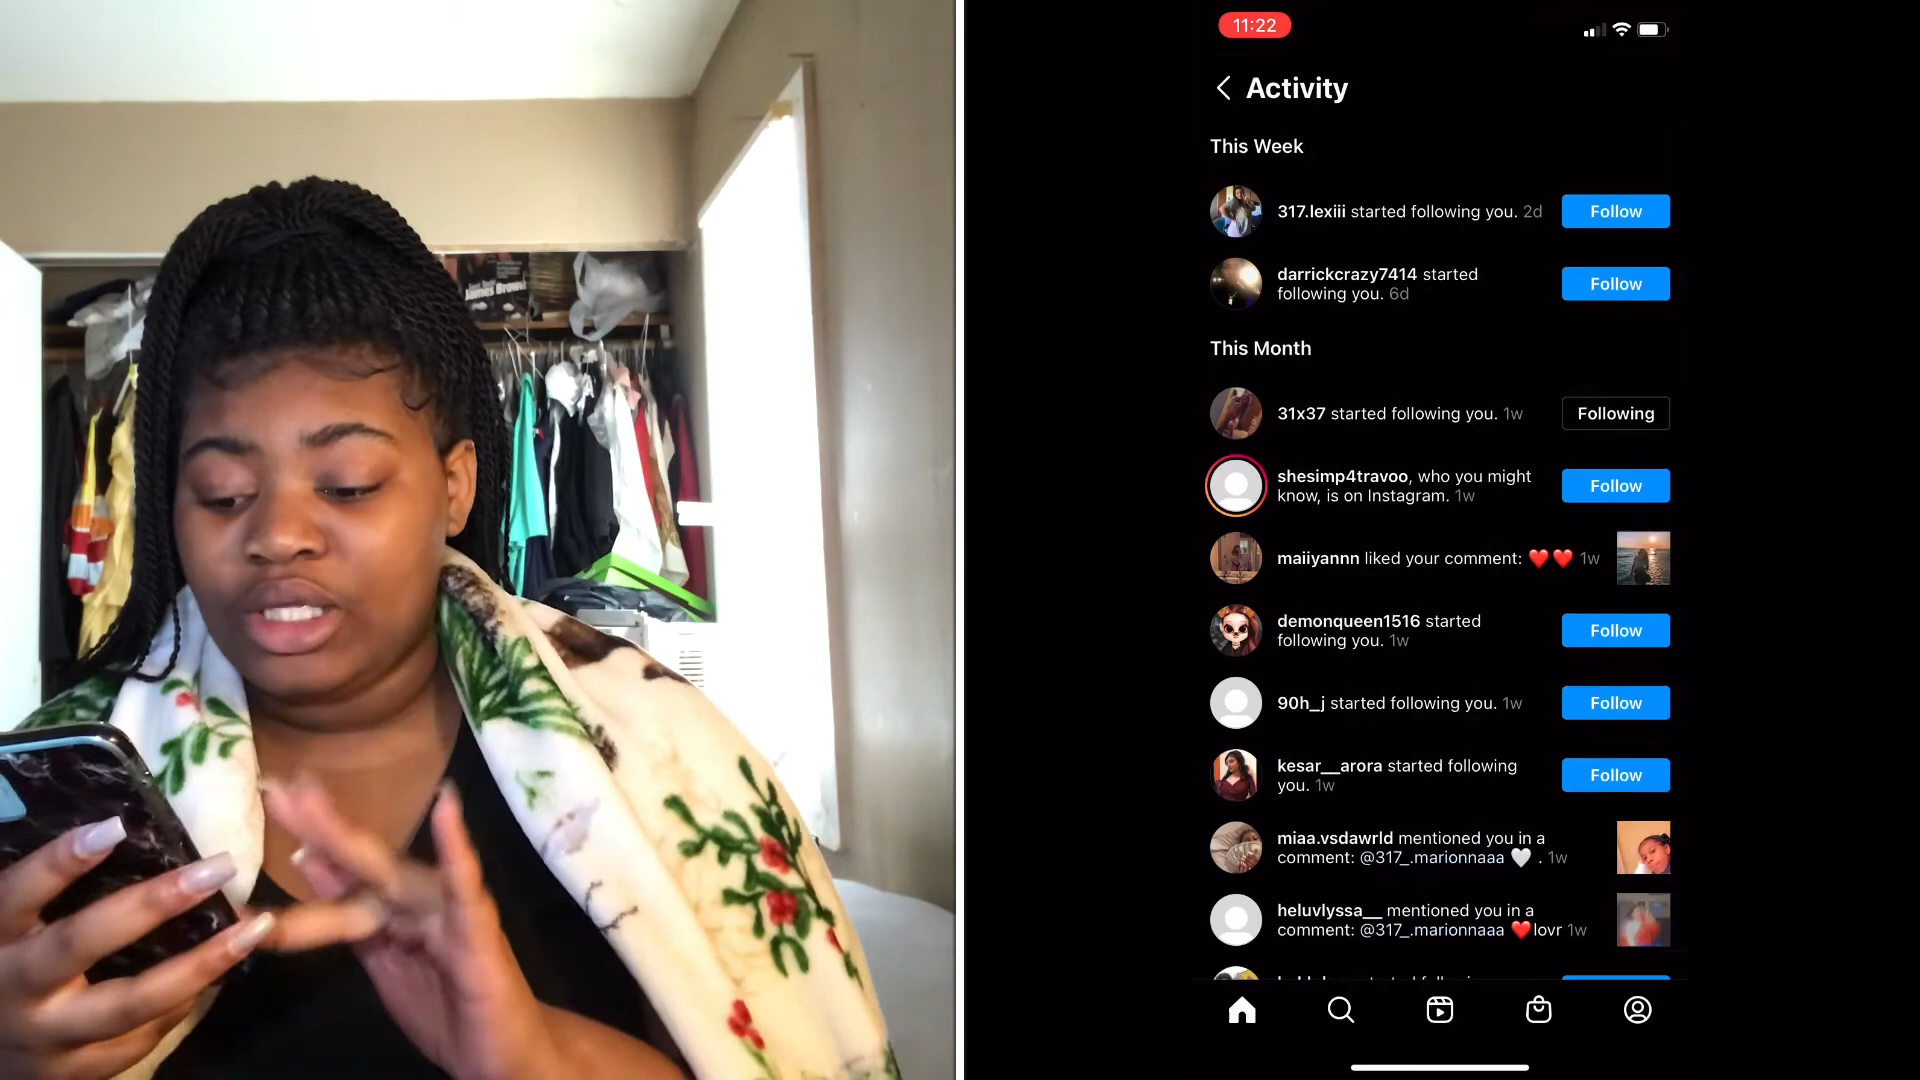 James Brown
11:22
Activity
This Week
317.lexiii started following you. 2d
Follow
darrickcrazy7414 started
following you. 6d
Follow
This Month
31x37 started following you. 1w
Following
shesimp4travoo, who you might
know, is on Instagram. 1w
Follow
maiiyannn liked your comment: ❤️❤️ 1w
demonqueen1516 started
following you. 1w
Follow
90h_j started following you. 1w
Follow
kesar__arora started following
you. 1w
Follow
miaa.vsdawrld mentioned you in a
comment: @317_.marionnaaa 🤍 . 1w
heluvlyssa__ mentioned you in a
comment: @317_.marionnaaa ❤️lovr 1w